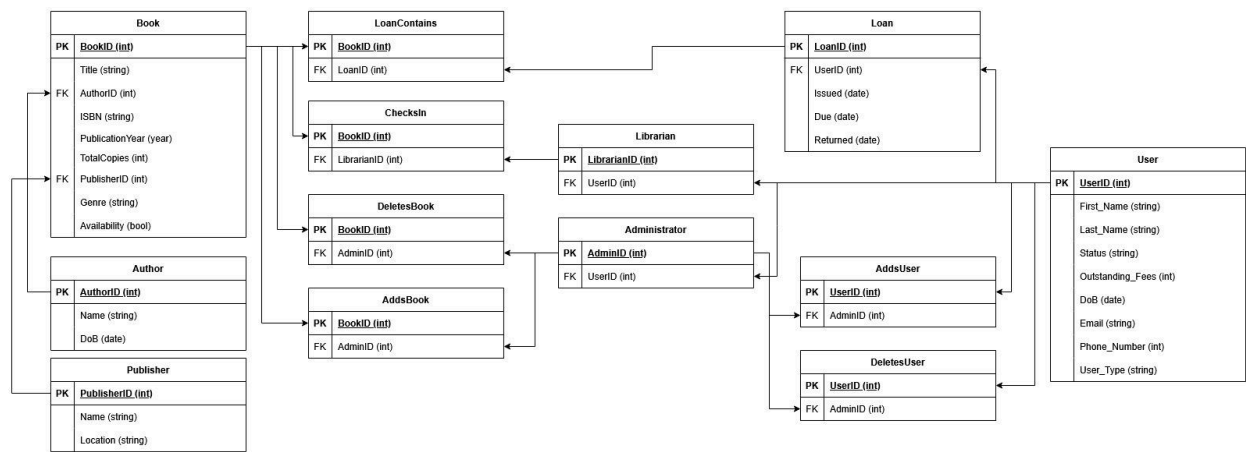 Book
PK BookID (int)
Title (string)
FK AuthorID (int)
ISBN (string)
PublicationYear (year)
TotalCopies (int)
FK PublisherID (int)
Genre (string)
Availability (bool)
Author
PK AuthorID (int)
Name (string)
DoB (date)
Publisher
PK PublisherID (int)
Name (string)
Location (string)
LoanContains
PK BookID (int)
FK LoanID (int)
ChecksIn
PK BookID (int)
FK LibrarianID (int)
DeletesBook
PK BookID (int)
FK AdminID (int)
AddsBook
PK BookID (int)
FK AdminID (int)
Librarian
PK LibrarianID (int)
FK UserID (int)
Administrator
PK AdminID (int)
FK UserID (int)
Loan
PK LoanID (int)
FK UserID (int)
Issued (date)
Due (date)
Returned (date)
AddsUser
PK UserID (int)
FK AdminID (int)
DeletesUser
PK UserID (int)
FK AdminID (int)
User
PK UserID (int)
First_Name (string)
Last_Name (string)
Status (string)
Outstanding_Fees (int)
DoB (date)
Email (string)
Phone_Number (int)
User_Type (string)